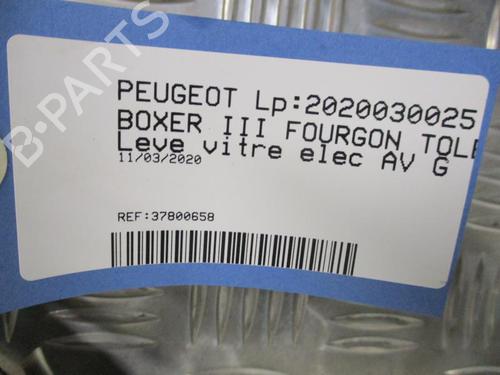 PEUGEOT Lp:2020030025
BOXER III FOURGON TOLE
Leve vitre elec AV G
11/03/2020
REF:37800658
B-PARTS